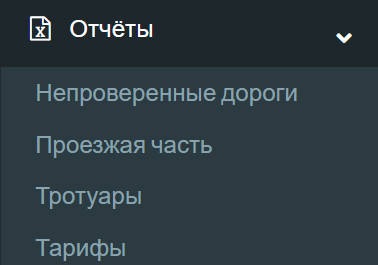 Отчёты
Непроверенные дороги
Проезжая часть
Тротуары
Тарифы